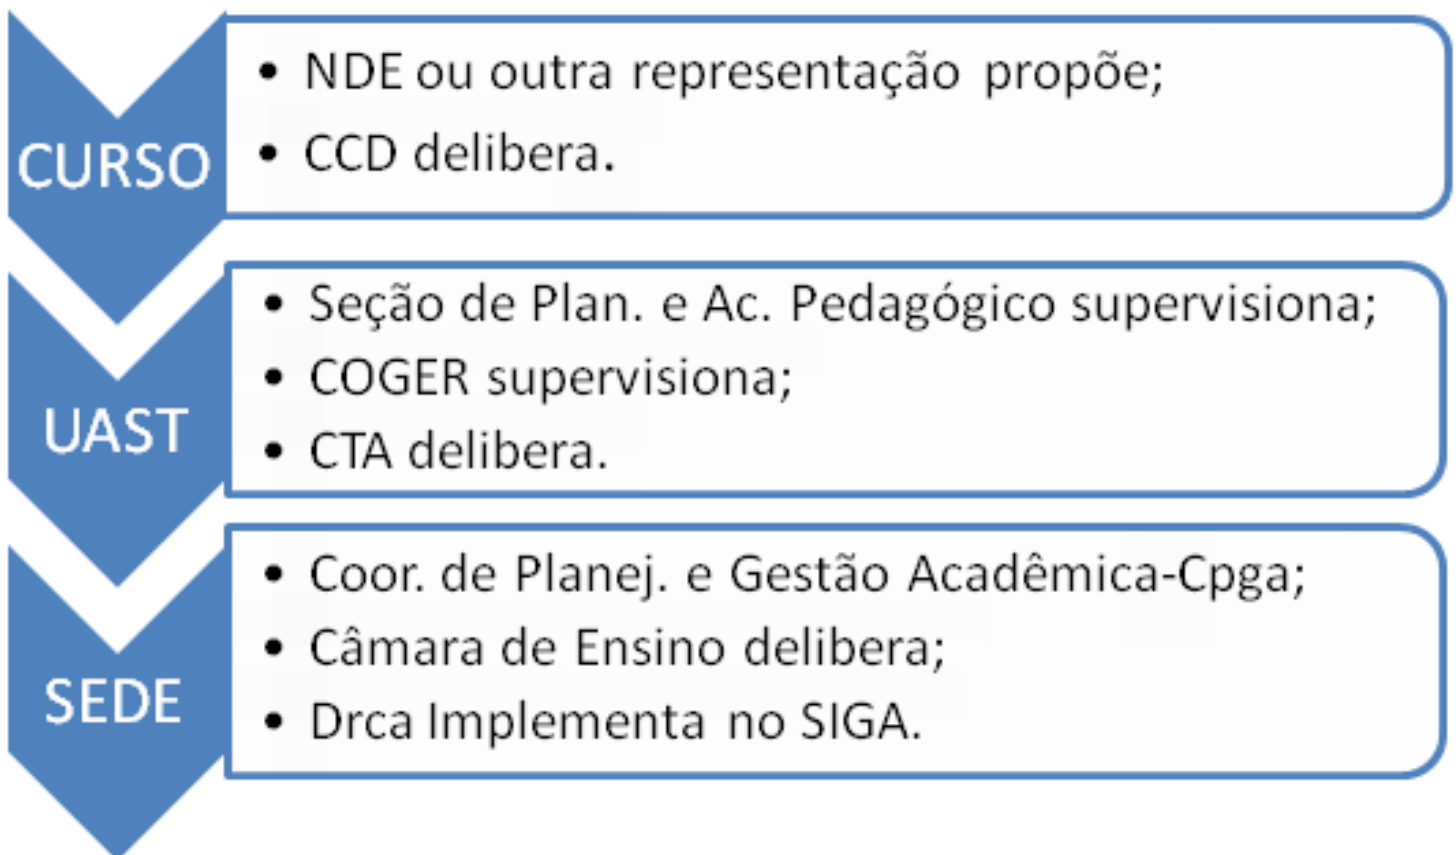 CURSO
• NDE ou outra representação propõe;
• CCD delibera.
UAST
• Seção de Plan. e Ac. Pedagógico supervisiona;
• COGER supervisiona;
• CTA delibera.
SEDE
• Coor. de Planej. e Gestão Acadêmica-Cpga;
• Câmara de Ensino delibera;
• Drca Implementa no SIGA.